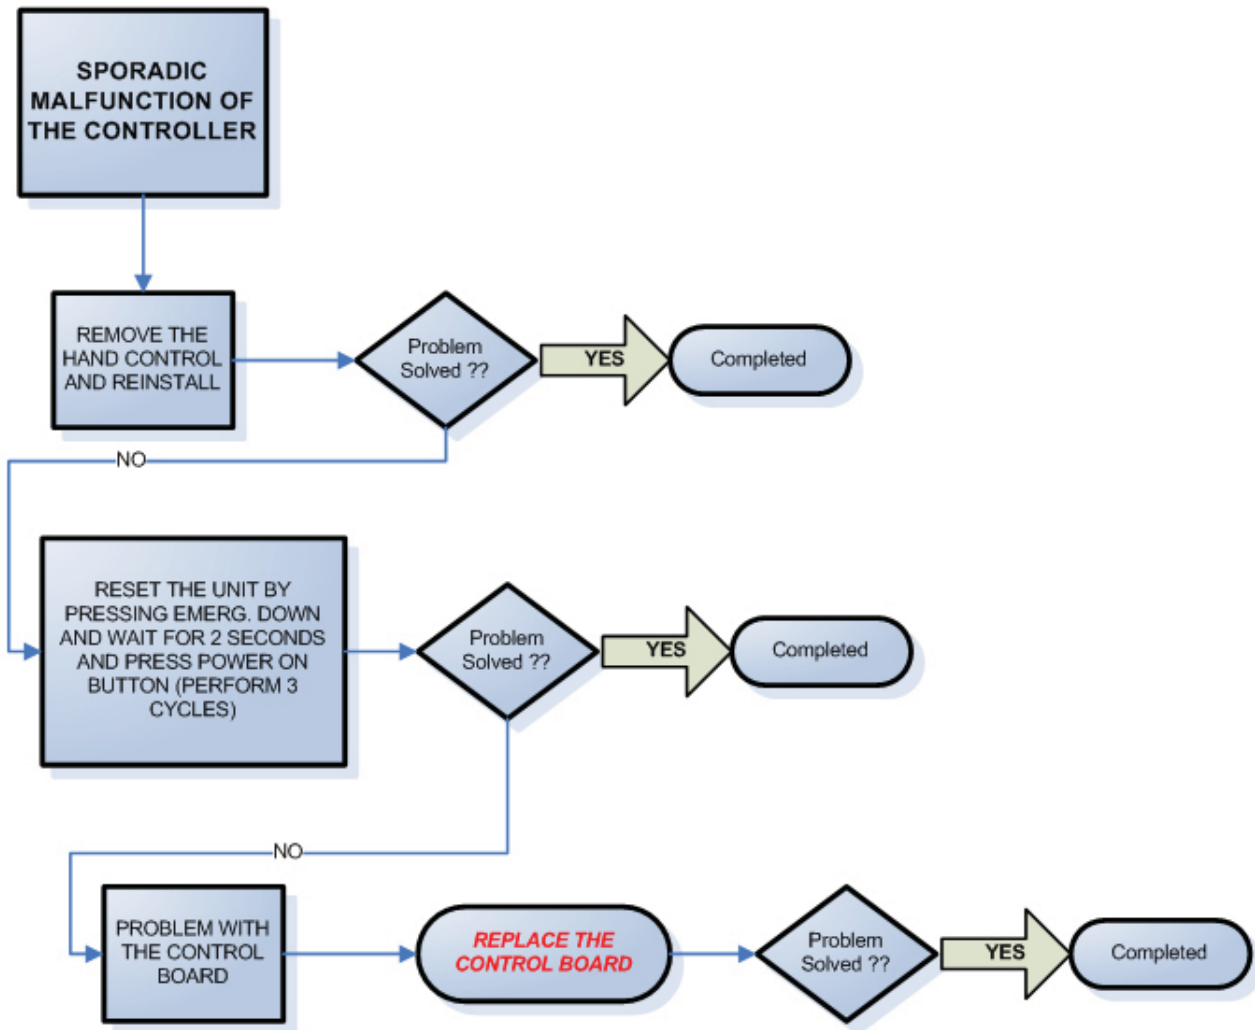 SPORADIC
MALFUNCTION OF
THE CONTROLLER
REMOVE THE
HAND CONTROL
AND REINSTALL
Problem
Solved ??
YES
Completed
NO
RESET THE UNIT BY
PRESSING EMERG. DOWN
AND WAIT FOR 2 SECONDS
AND PRESS POWER ON
BUTTON (PERFORM 3
CYCLES)
Problem
Solved ??
YES
Completed
NO
PROBLEM WITH
THE CONTROL
BOARD
REPLACE THE
CONTROL BOARD
Problem
Solved ??
YES
Completed